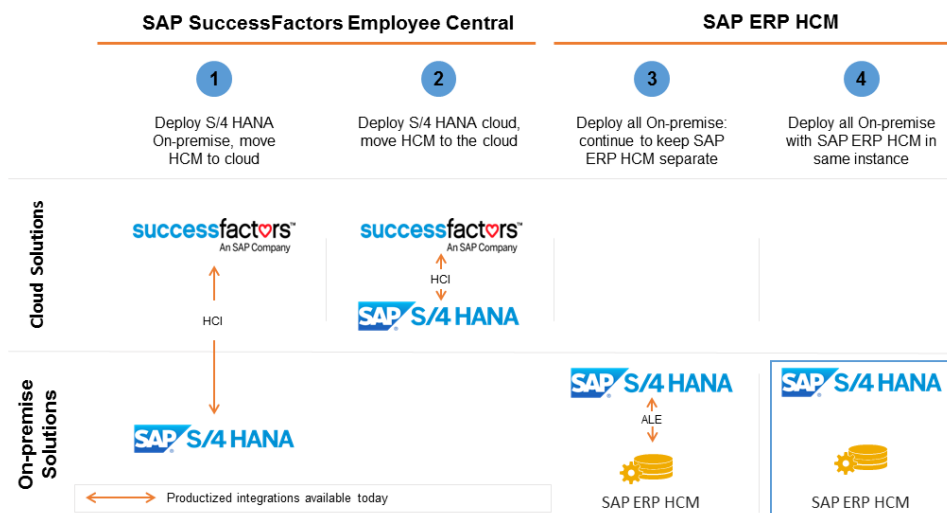 SAP SuccessFactors Employee Central
SAP ERP HCM
1
2
3
4
Deploy S/4 HANA
On-premise, move
HCM to cloud
Deploy S/4 HANA cloud,
move HCM to the cloud
Deploy all On-premise:
continue to keep SAP
ERP HCM separate
Deploy all On-premise
with SAP ERP HCM in
same instance
Cloud Solutions
successfactors™
An SAP Company
HCI
successfactors™
An SAP Company
HCI
SAP® S/4 HANA
On-premise
Solutions
SAP® S/4 HANA
SAP® S/4 HANA
ALE
SAP ERP HCM
SAP® S/4 HANA
SAP ERP HCM
Productized integrations available today